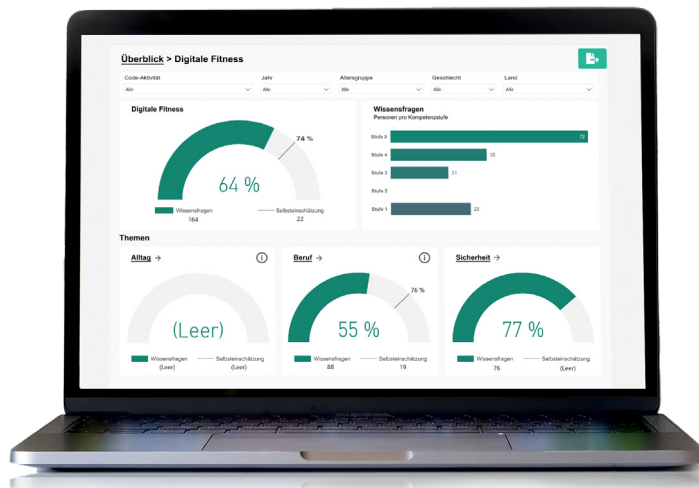 Überblick > Digitale Fitness
Code-Aktivität Jahr Altersgruppe Geschlecht Land
Alle Alle Alle Alle Alle
Digitale Fitness
74 %
64 %
Wissensfragen Selbsteinschätzung
164 22
Wissensfragen
Personen pro Kompetenzstufe
Stufe 5 72
Stufe 4 35
Stufe 3 21
Stufe 2
Stufe 1 29
Themen
Alltag →
(Leer)
Wissensfragen Selbsteinschätzung
(Leer) (Leer)
Beruf →
76 %
55 %
Wissensfragen Selbsteinschätzung
88 19
Sicherheit →
77 %
Wissensfragen Selbsteinschätzung
76 (Leer)